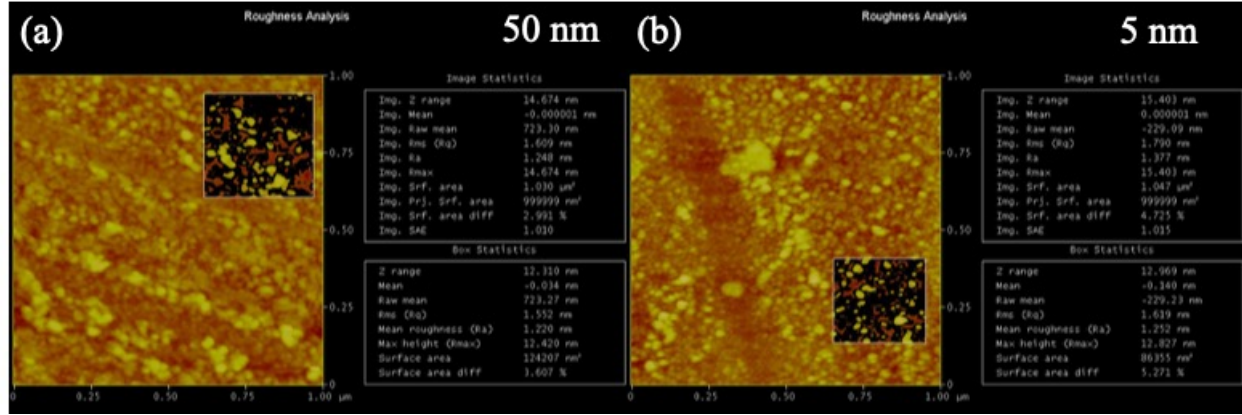 Roughness Analysis
(a)
50 nm
Image Statistics
Img. Z range 14.674 nm
Img. Mean -0.000001 nm
Img. Raw mean 723.30 nm
Img. Rms (Rq) 1.609 nm
Img. Ra 1.248 nm
Img. Rmax 14.674 nm
Img. Srf. area 1.030 µm²
Img. Prj. Srf. area 999999 nm²
Img. Srf. area diff 2.991 %
Img. SAE 1.010
Box Statistics
Z range 12.310 nm
Mean -0.034 nm
Raw mean 723.27 nm
Rms (Rq) 1.552 nm
Mean roughness (Ra) 1.220 nm
Max height (Rmax) 12.420 nm
Surface area 124207 nm²
Surface area diff 3.607 %
1.00
0.75
0.50
0.25
0
0 0.25 0.50 0.75 1.00 µm
Roughness Analysis
(b)
5 nm
Image Statistics
Img. Z range 15.403 nm
Img. Mean 0.000001 nm
Img. Raw mean -229.09 nm
Img. Rms (Rq) 1.790 nm
Img. Ra 1.377 nm
Img. Rmax 15.403 nm
Img. Srf. area 1.047 µm²
Img. Prj. Srf. area 999999 nm²
Img. Srf. area diff 4.725 %
Img. SAE 1.015
Box Statistics
Z range 12.969 nm
Mean -0.140 nm
Raw mean -229.23 nm
Rms (Rq) 1.619 nm
Mean roughness (Ra) 1.252 nm
Max height (Rmax) 12.827 nm
Surface area 86355 nm²
Surface area diff 5.271 %
1.00
0.75
0.50
0.25
0
0 0.25 0.50 0.75 1.00 µm